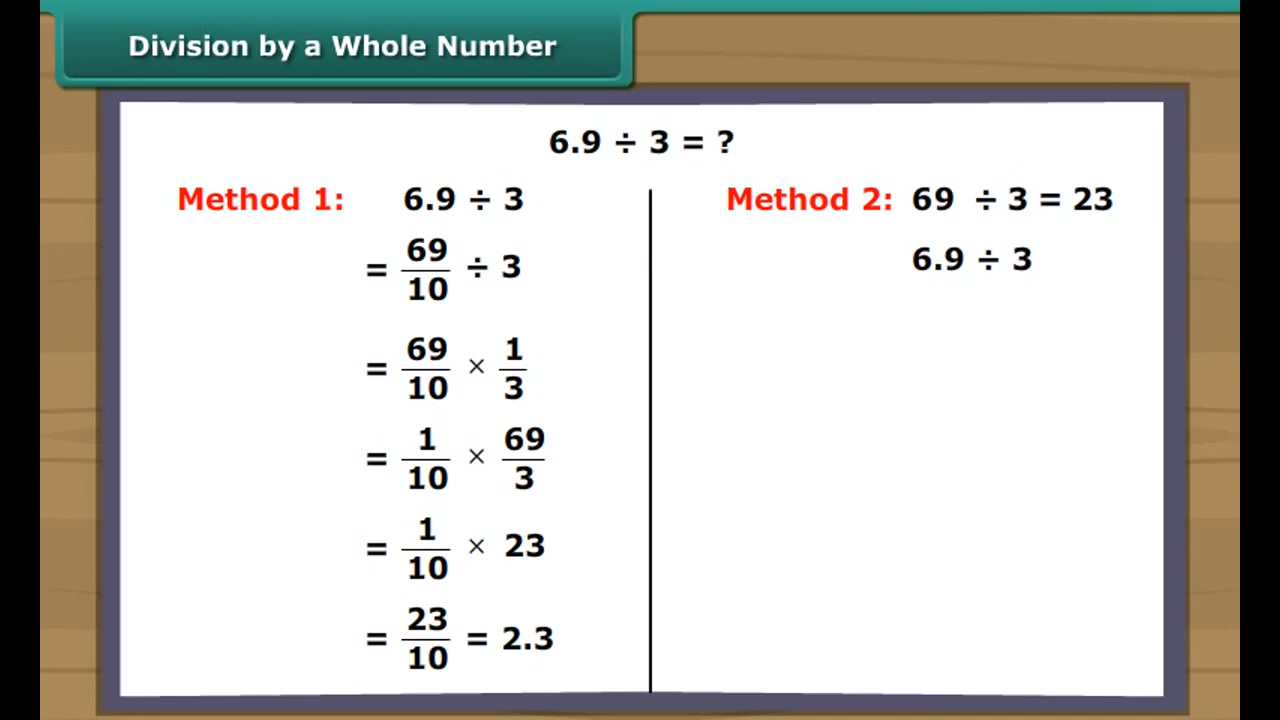 Division by a Whole Number
6.9 ÷ 3 = ?
Method 1: 6.9 ÷ 3
= 69/10 ÷ 3
= 69/10 × 1/3
= 1/10 × 69/3
= 1/10 × 23
= 23/10 = 2.3
Method 2: 69 ÷ 3 = 23
6.9 ÷ 3